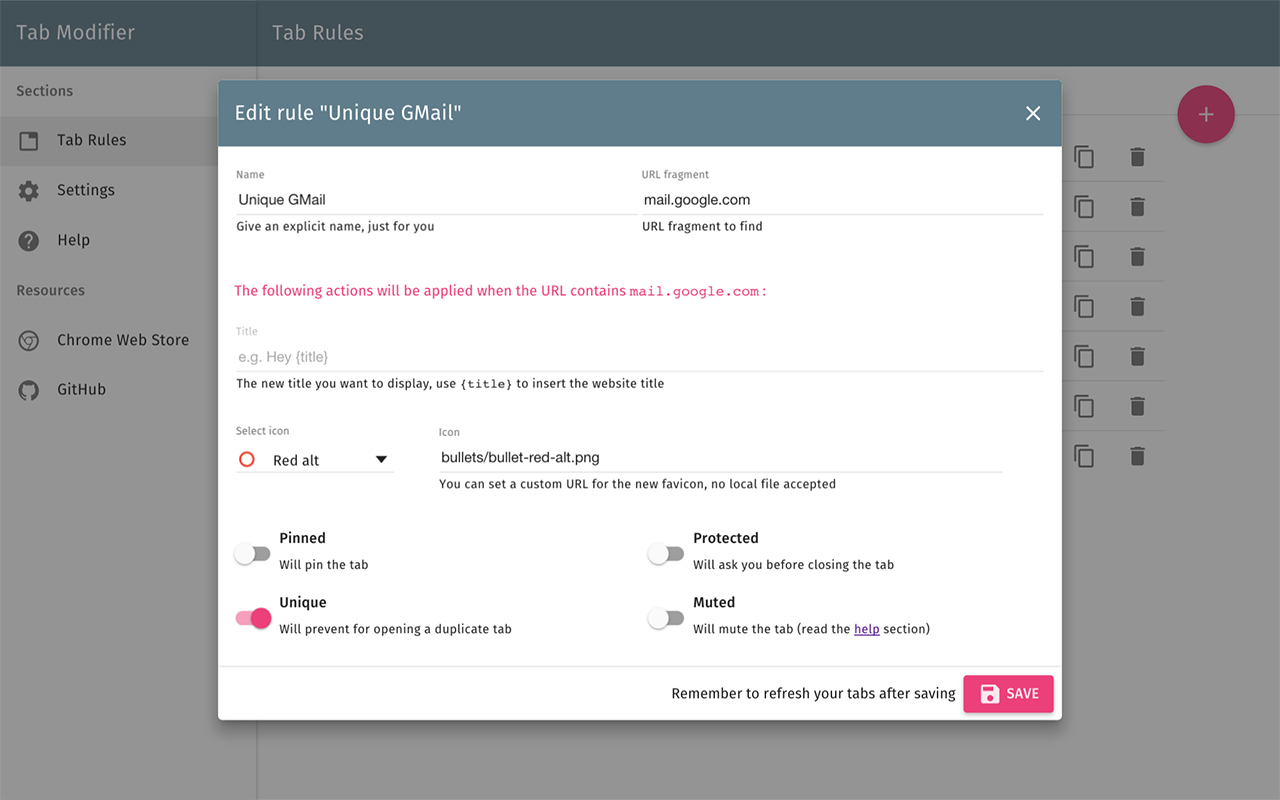 Tab Modifier
Tab Rules
Sections
Tab Rules
Settings
Help
Resources
Chrome Web Store
GitHub
Edit rule "Unique GMail"
Name
URL fragment
Unique GMail
mail.google.com
Give an explicit name, just for you
URL fragment to find
The following actions will be applied when the URL contains mail.google.com:
Title
e.g. Hey {title}
The new title you want to display, use {title} to insert the website title
Select icon
Icon
Red alt
bullets/bullet-red-alt.png
You can set a custom URL for the new favicon, no local file accepted
Pinned
Will pin the tab
Protected
Will ask you before closing the tab
Unique
Will prevent for opening a duplicate tab
Muted
Will mute the tab (read the help section)
Remember to refresh your tabs after saving
SAVE